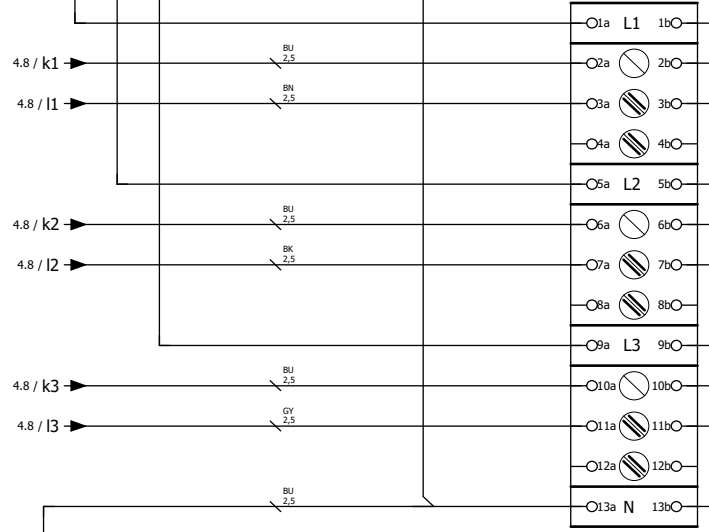 1a L1 1b
4.8 / k1 BU 2,5 2a 2b
4.8 / l1 BN 2,5 3a 3b
4a 4b
5a L2 5b
4.8 / k2 BU 2,5 6a 6b
4.8 / l2 BK 2,5 7a 7b
8a 8b
9a L3 9b
4.8 / k3 BU 2,5 10a 10b
4.8 / l3 GY 2,5 11a 11b
12a 12b
BU 2,5 13a N 13b